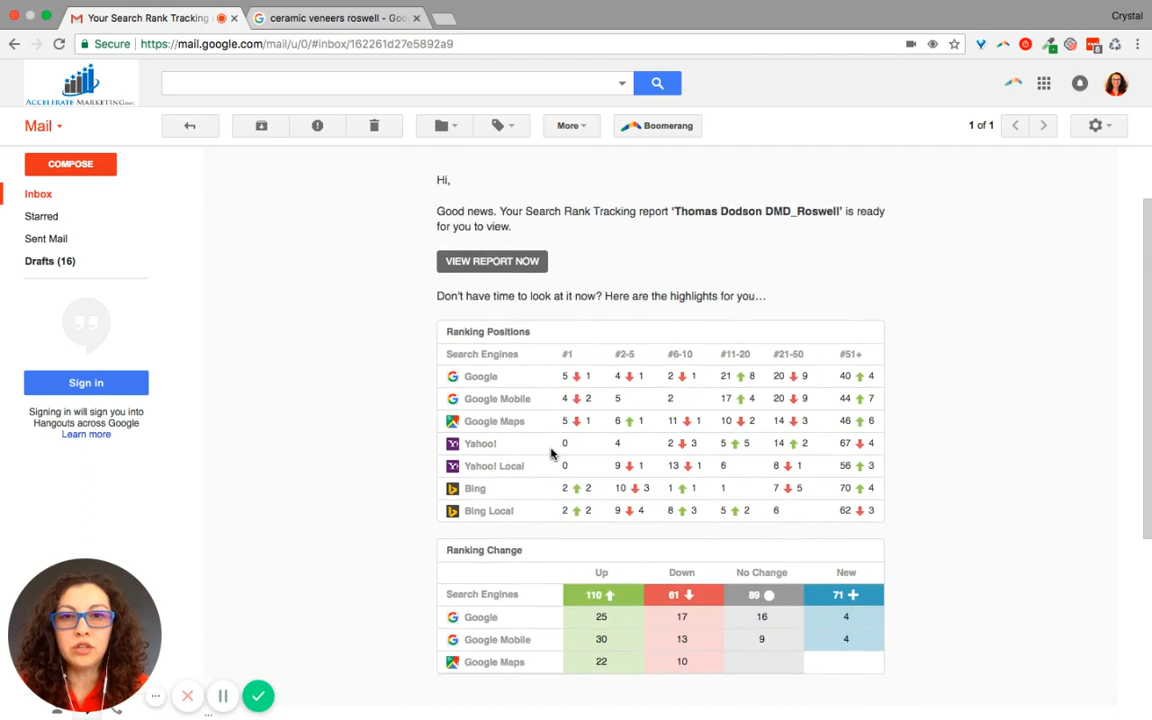 Your Search Rank Tracking
ceramic veneers roswell - Goo
Crystal
Secure
https://mail.google.com/mail/u/0/#inbox/162261d27e5892a9
8
ACCELERATE MARKETING INC.
Mail
More
Boomerang
1 of 1
COMPOSE
Inbox
Starred
Sent Mail
Drafts (16)
Sign in
Signing in will sign you into
Hangouts across Google
Learn more
Hi,
Good news. Your Search Rank Tracking report 'Thomas Dodson DMD_Roswell' is ready
for you to view.
VIEW REPORT NOW
Don't have time to look at it now? Here are the highlights for you…
Ranking Positions
Search Engines #1 #2-5 #6-10 #11-20 #21-50 #51+
Google 5 1 4 1 2 1 21 8 20 9 40 4
Google Mobile 4 2 5 2 17 4 20 9 44 7
Google Maps 5 1 6 1 11 1 10 2 14 3 46 6
Yahoo! 0 4 2 3 5 5 14 2 67 4
Yahoo! Local 0 9 1 13 1 6 8 1 56 3
Bing 2 2 10 3 1 1 1 7 5 70 4
Bing Local 2 2 9 4 8 3 5 2 6 62 3
Ranking Change
Up Down No Change New
Search Engines 110 61 89 71
Google 25 17 16 4
Google Mobile 30 13 9 4
Google Maps 22 10